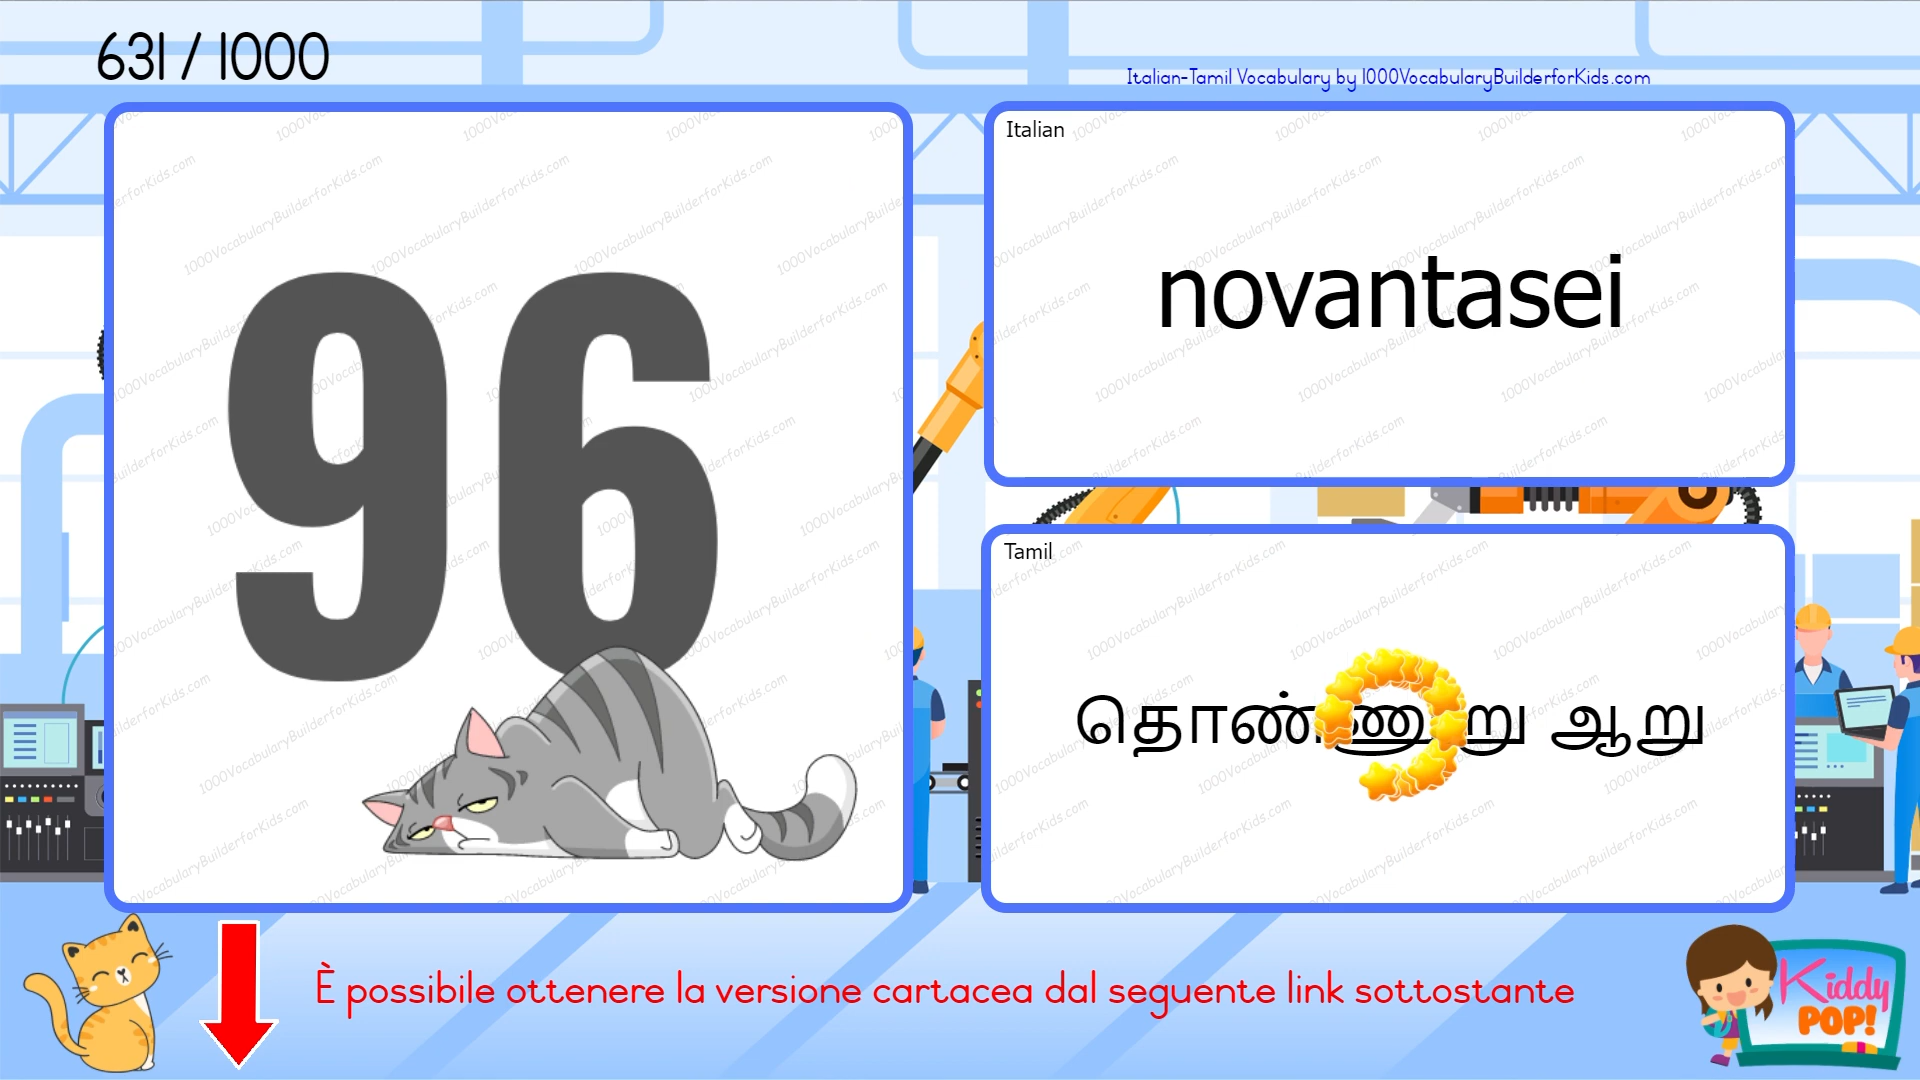 631 / 1000
Italian-Tamil Vocabulary by 1000VocabularyBuilderforKids.com
96
Italian
novantasei
Tamil
தொண்ணூறு ஆறு
È possibile ottenere la versione cartacea dal seguente link sottostante
Kiddy
POP!